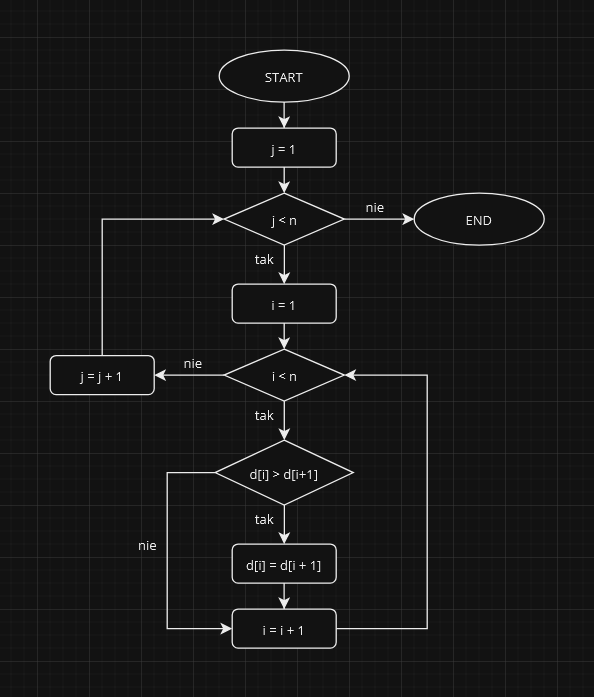 START
j = 1
j < n
nie
END
tak
i = 1
i < n
nie
j = j + 1
tak
d[i] > d[i+1]
tak
nie
d[i] = d[i + 1]
i = i + 1